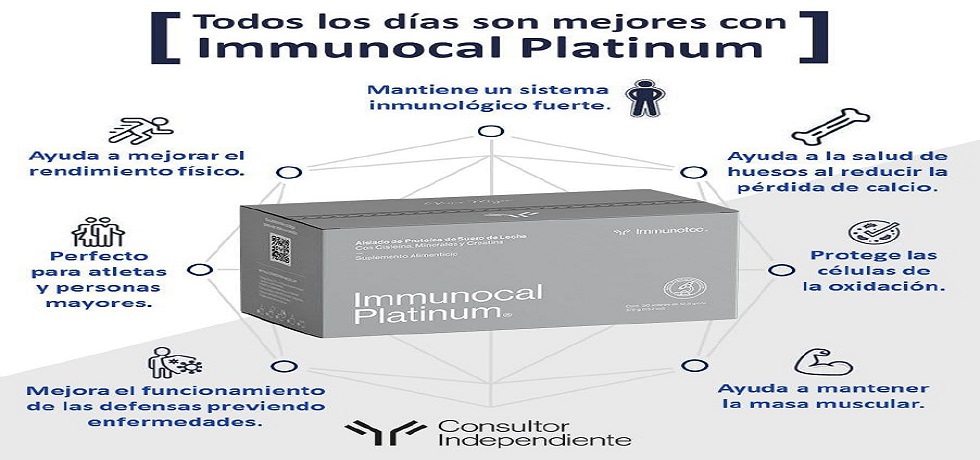 Todos los días son mejores con
Immunocal Platinum
Mantiene un sistema
inmunológico fuerte.
Ayuda a mejorar el
rendimiento físico.
Ayuda a la salud de
huesos al reducir la
pérdida de calcio.
Perfecto
para atletas
y personas
mayores.
Protege las
células de
la oxidación.
Aislado de Proteína de Suero de Leche
Con Cisteína, Minerales y Creatina
Suplemento Alimenticio
Immunotec
Immunocal
Platinum®
Mejora el funcionamiento
de las defensas previendo
enfermedades.
Ayuda a mantener
la masa muscular.
Consultor
Independiente